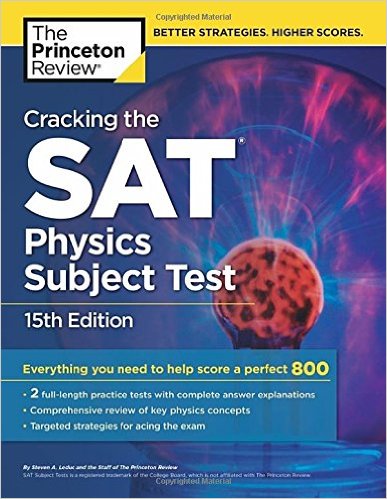 Copyrighted Material
The
Princeton
Review®
BETTER STRATEGIES. HIGHER SCORES.
Cracking the
SAT®
Physics
Subject Test
15th Edition
Everything you need to help score a perfect 800
• 2 full-length practice tests with complete answer explanations
• Comprehensive review of key physics concepts
• Targeted strategies for acing the exam
By Steven A. Leduc and the Staff of The Princeton Review
SAT Subject Tests is a registered trademark of the College Board, which is not affiliated with The Princeton Review.
Copyrighted Material